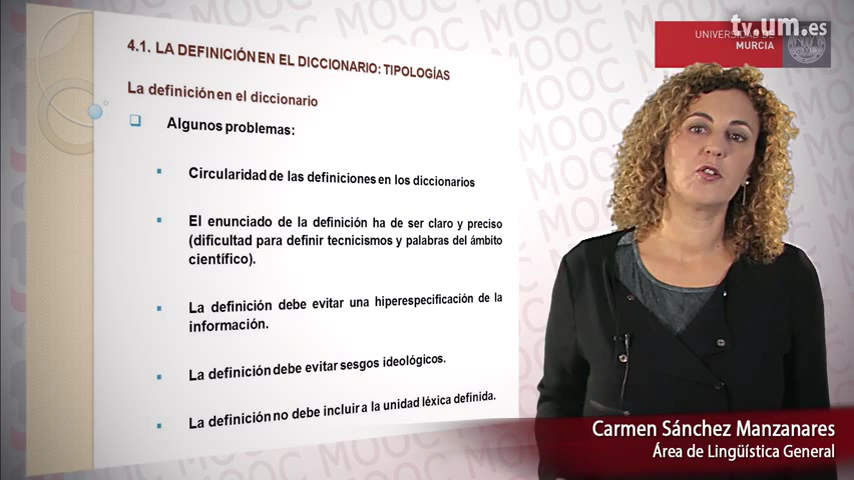 tv.um.es
UNIVERSIDAD DE
MURCIA
4.1. LA DEFINICIÓN EN EL DICCIONARIO: TIPOLOGÍAS
La definición en el diccionario
Algunos problemas:
Circularidad de las definiciones en los diccionarios
El enunciado de la definición ha de ser claro y preciso
(dificultad para definir tecnicismos y palabras del ámbito
científico).
La definición debe evitar una hiperespecificación de la
información.
La definición debe evitar sesgos ideológicos.
La definición no debe incluir a la unidad léxica definida.
Carmen Sánchez Manzanares
Área de Lingüística General
MOOC